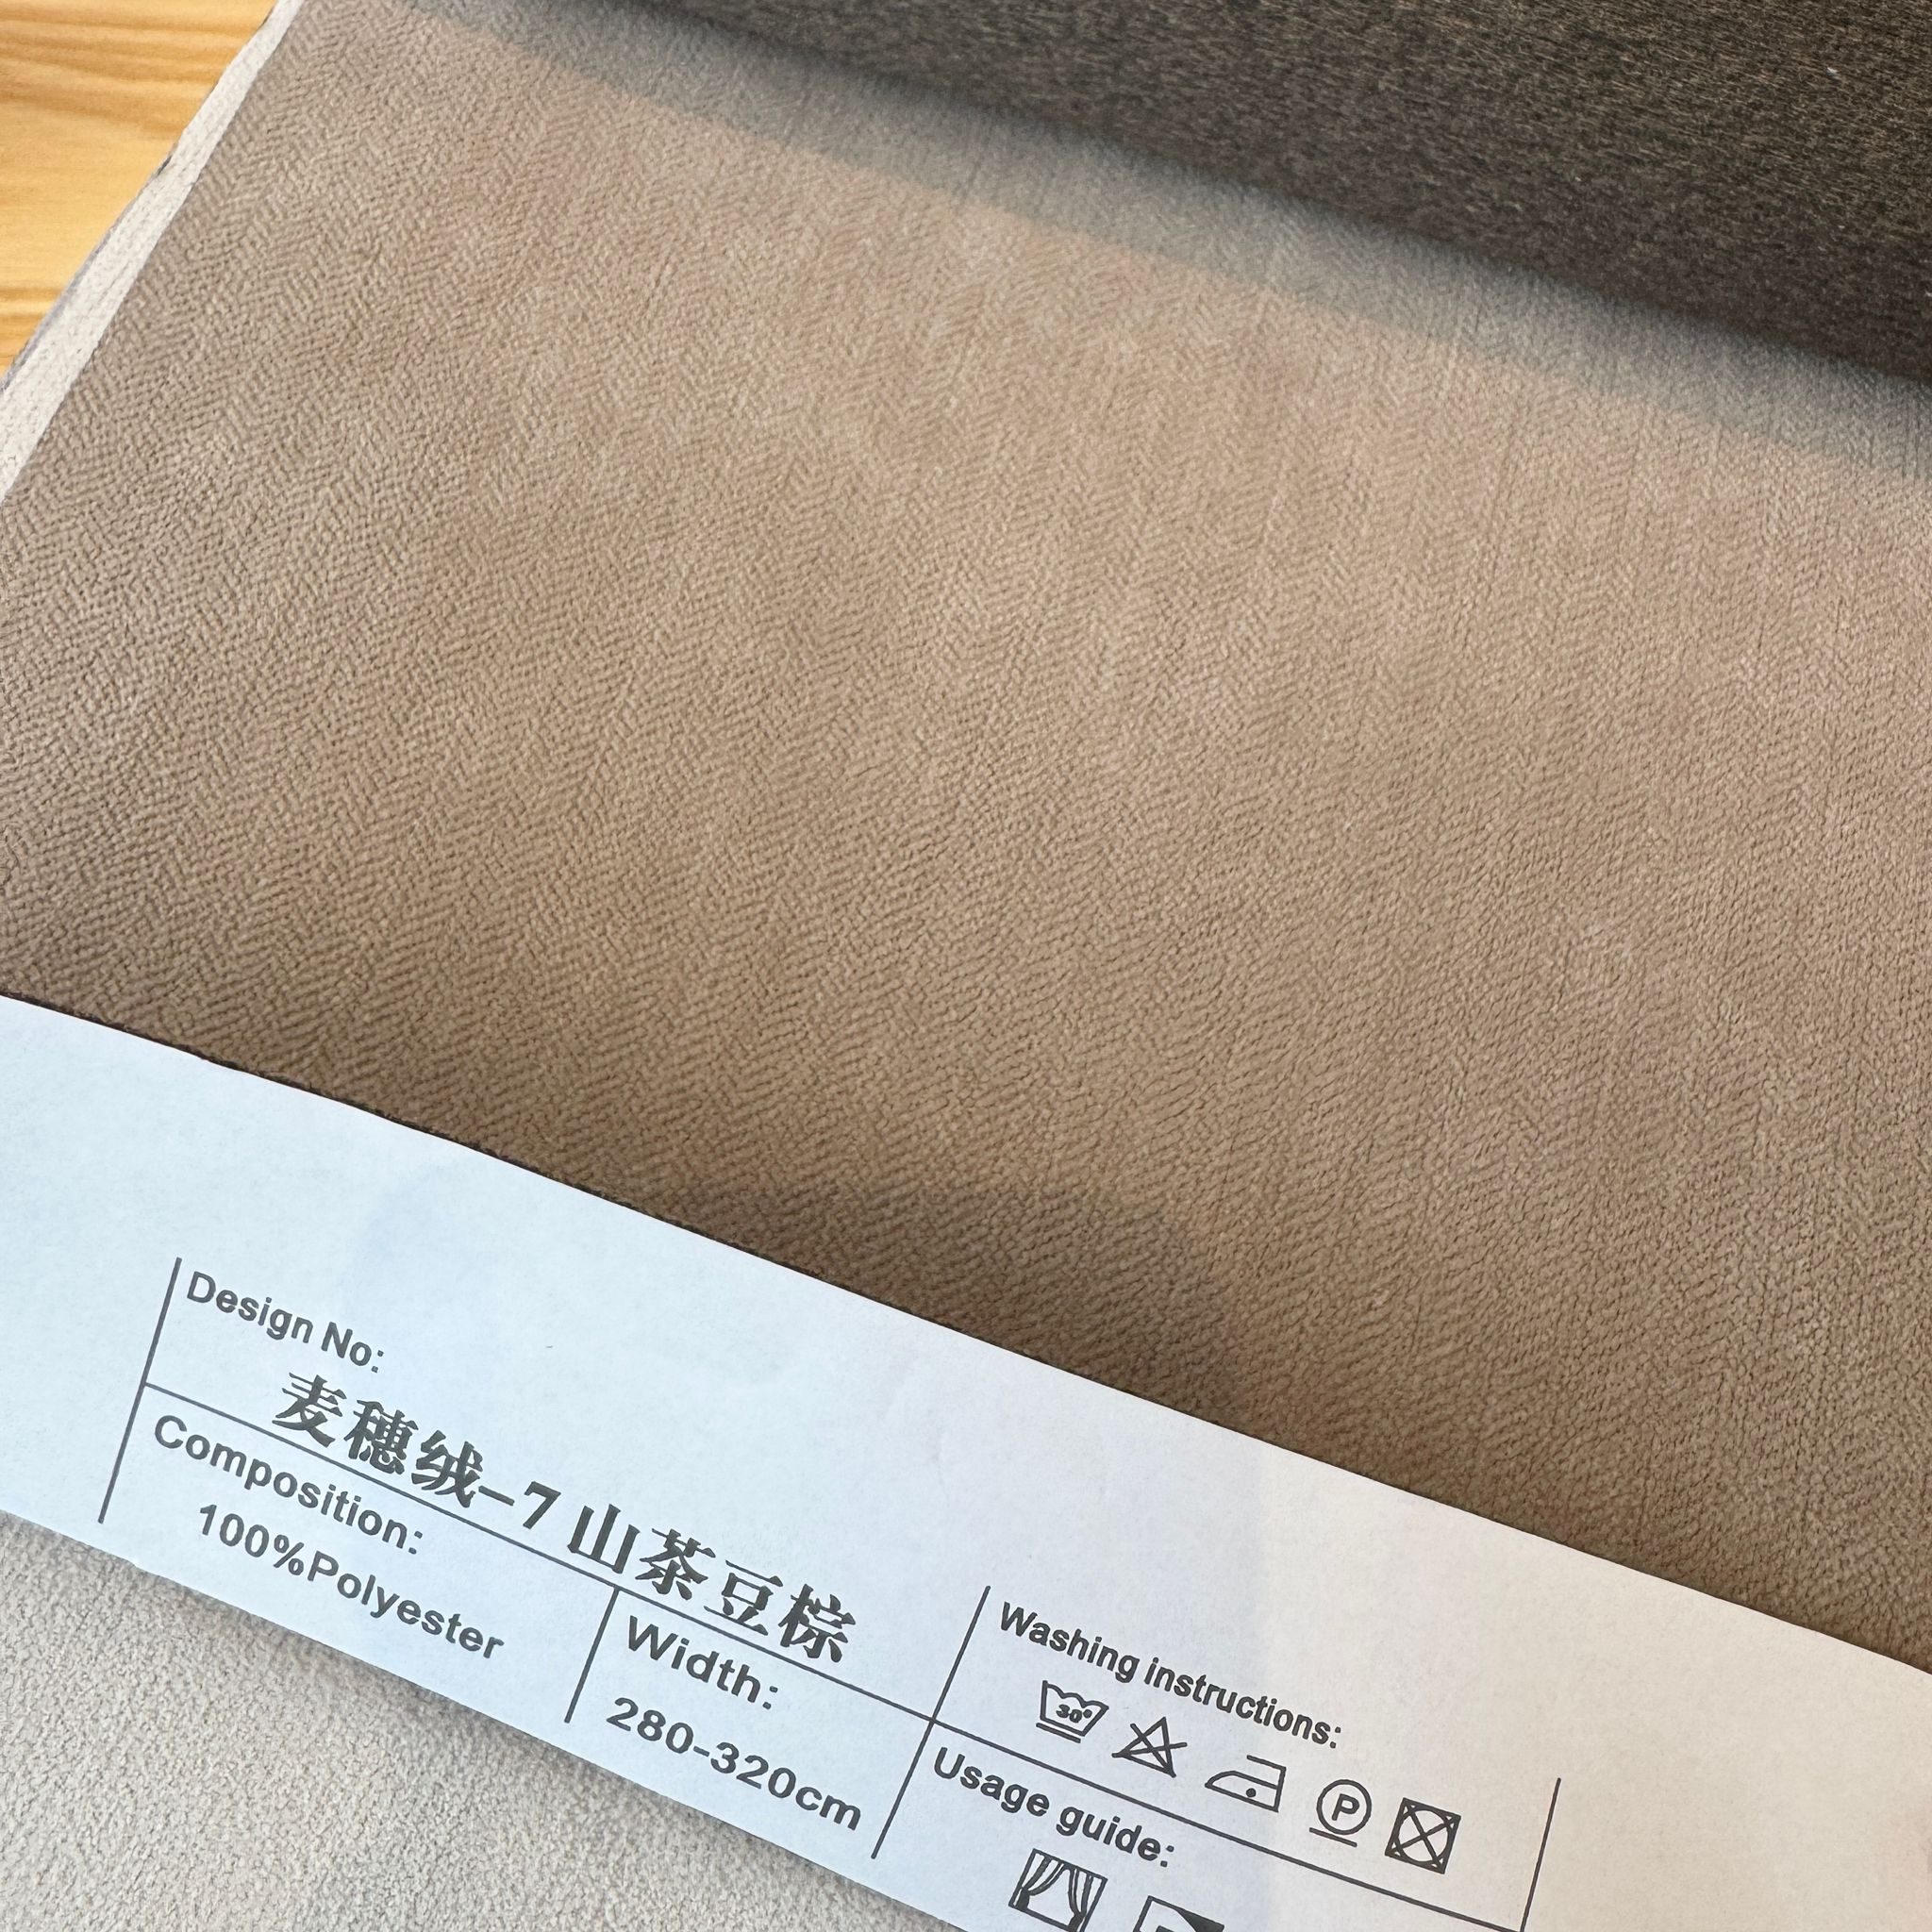 Design No:
麦穗绒-7 山茶豆棕
Composition:
100%Polyester
Width:
280-320cm
Washing instructions:
30°
P
Usage guide: